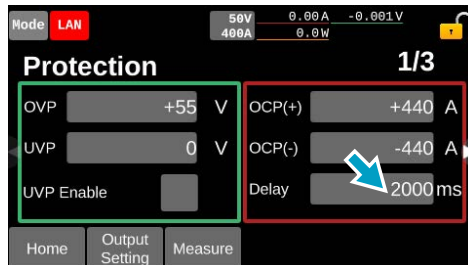 Mode LAN 50V 0.00A -0.001V
400A 0.0W
Protection 1/3
OVP +55 V OCP(+) +440 A
UVP 0 V OCP(-) -440 A
UVP Enable Delay 2000 ms
Home Output Setting Measure